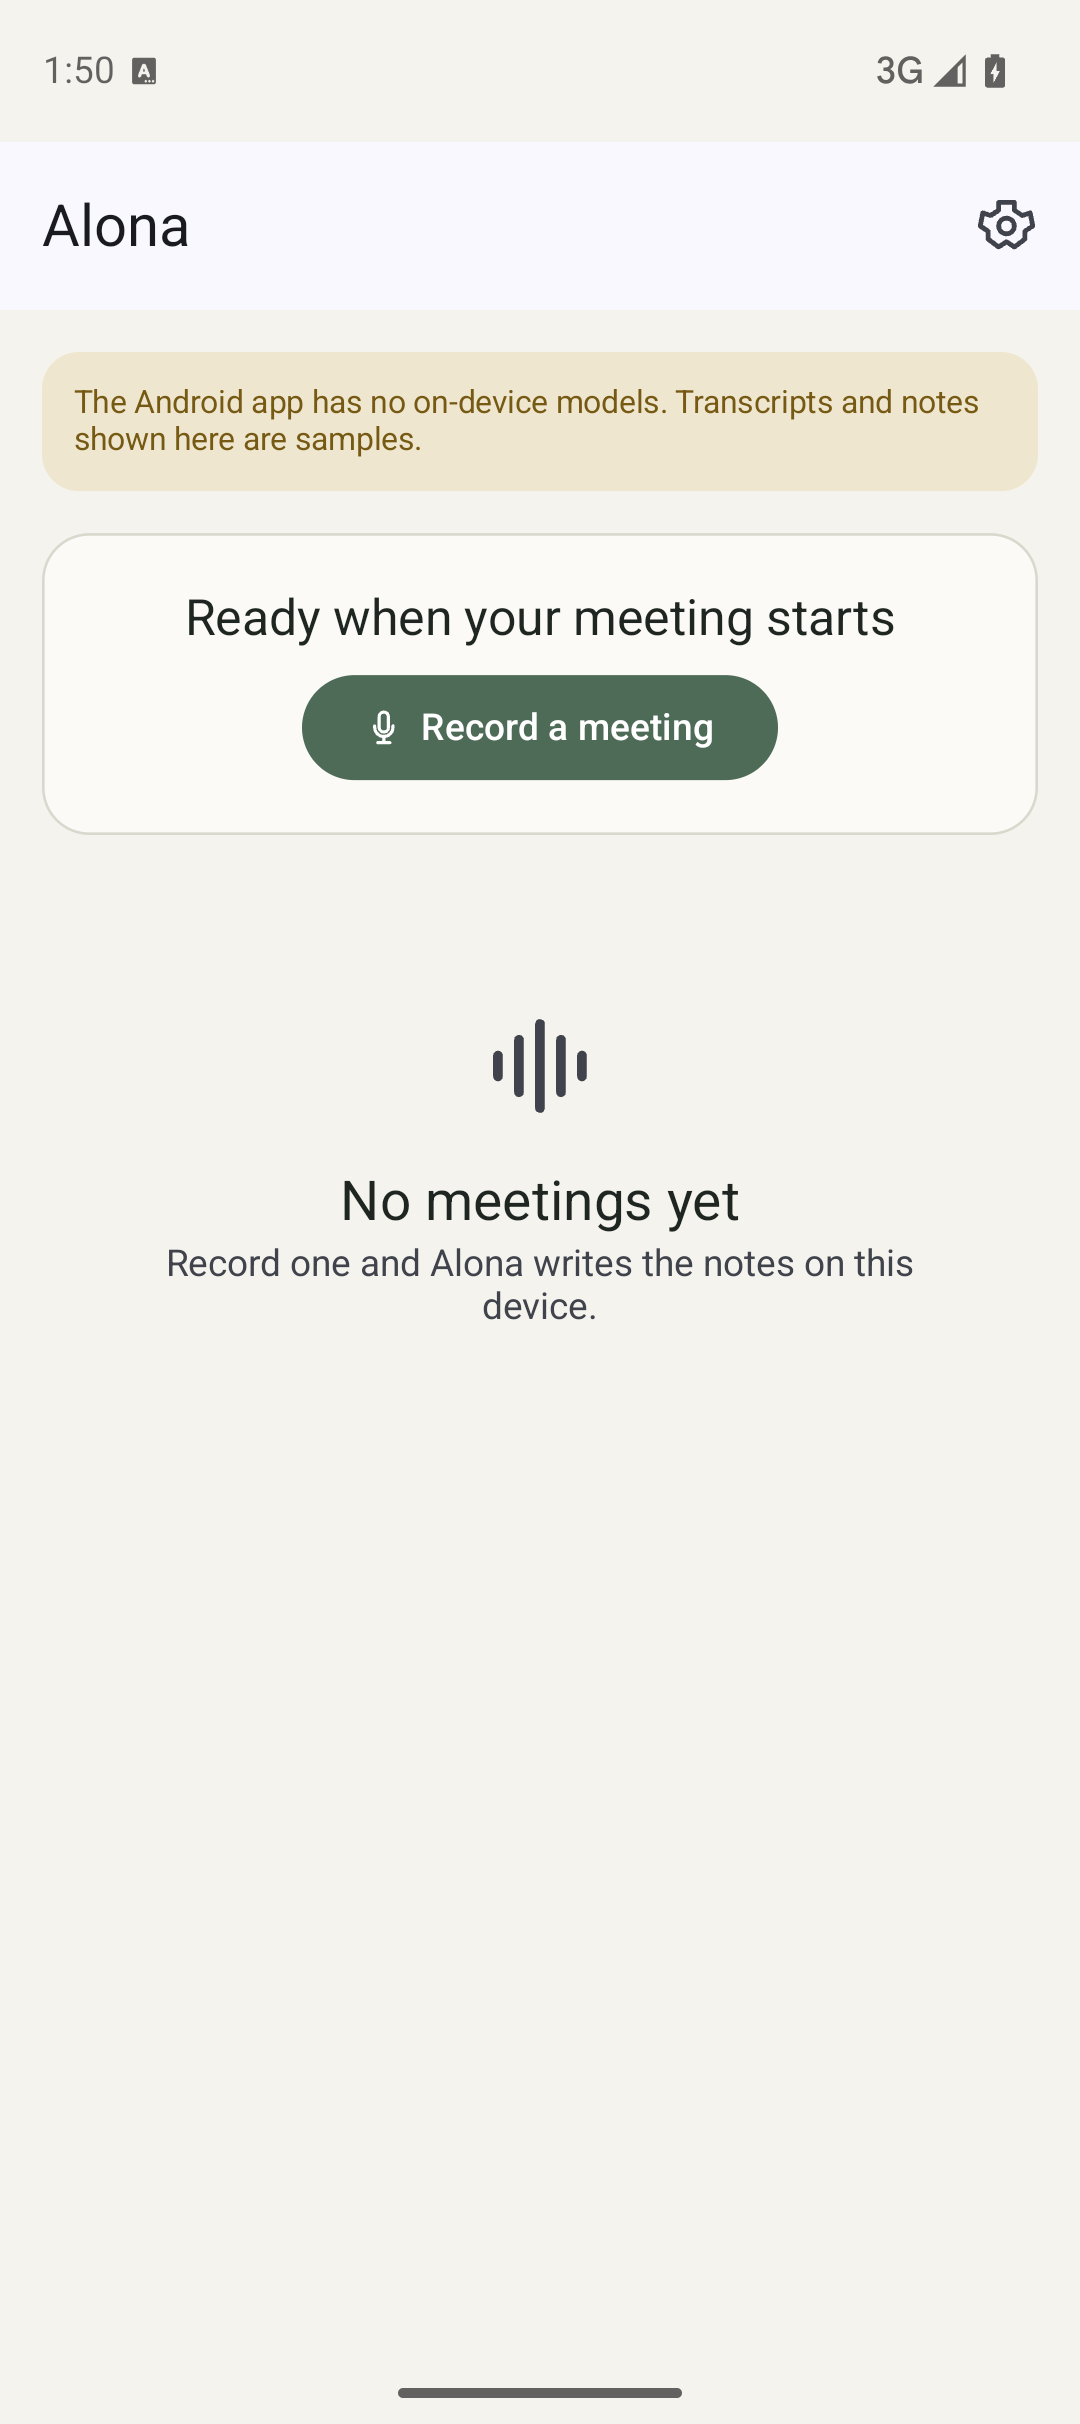 1:50
3G
Alona
The Android app has no on-device models. Transcripts and notes
shown here are samples.
Ready when your meeting starts
Record a meeting
No meetings yet
Record one and Alona writes the notes on this
device.